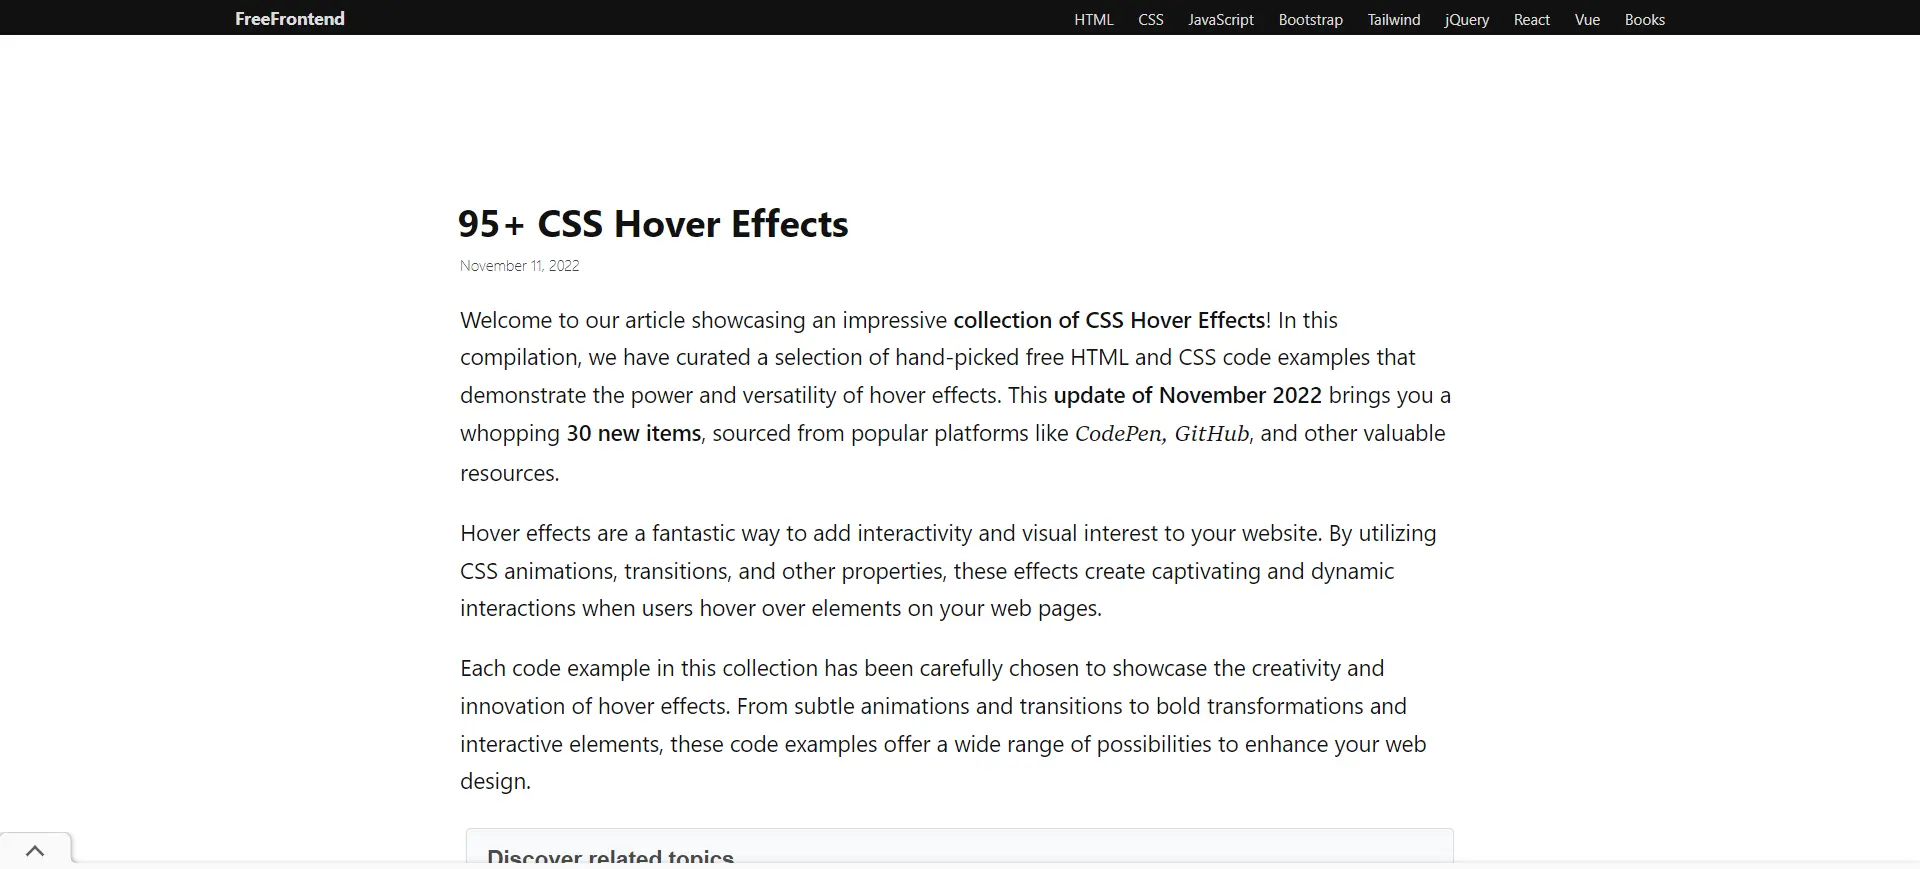 FreeFrontend
HTML CSS JavaScript Bootstrap Tailwind jQuery React Vue Books
95+ CSS Hover Effects
November 11, 2022
Welcome to our article showcasing an impressive collection of CSS Hover Effects! In this
compilation, we have curated a selection of hand-picked free HTML and CSS code examples that
demonstrate the power and versatility of hover effects. This update of November 2022 brings you a
whopping 30 new items, sourced from popular platforms like CodePen, GitHub, and other valuable
resources.
Hover effects are a fantastic way to add interactivity and visual interest to your website. By utilizing
CSS animations, transitions, and other properties, these effects create captivating and dynamic
interactions when users hover over elements on your web pages.
Each code example in this collection has been carefully chosen to showcase the creativity and
innovation of hover effects. From subtle animations and transitions to bold transformations and
interactive elements, these code examples offer a wide range of possibilities to enhance your web
design.
Discover related topics